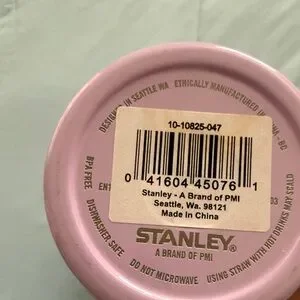 DESIGNED IN SEATTLE WA
ETHICALLY MANUFACTURED IN
10-10825-047
0 41604 45076 1
Stanley - A Brand of PMI
Seattle, Wa. 98121
Made In China
BPA FREE
DISHWASHER SAFE
DO NOT MICROWAVE
USING STRAW WITH HOT DRINKS MAY SCALD
STANLEY®
A BRAND OF PMI